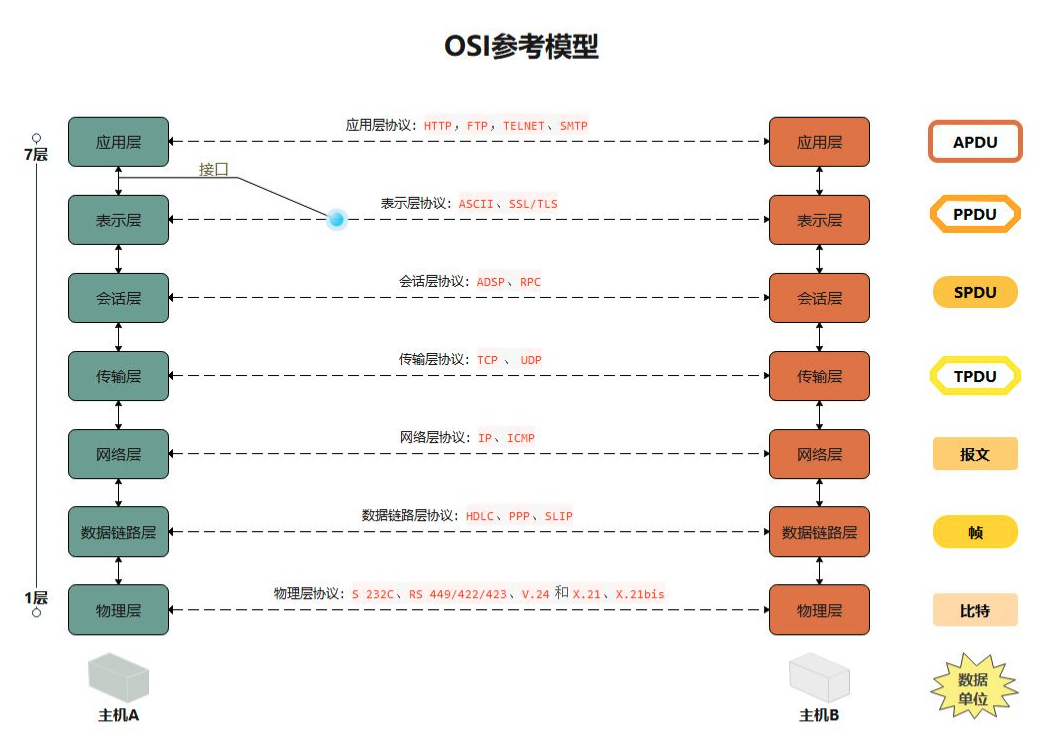 OSI参考模型
7层
应用层
应用层协议：HTTP，FTP，TELNET、SMTP
应用层
APDU
接口
表示层
表示层协议：ASCII、SSL/TLS
表示层
PPDU
会话层
会话层协议：ADSP、RPC
会话层
SPDU
传输层
传输层协议：TCP 、 UDP
传输层
TPDU
网络层
网络层协议：IP、ICMP
网络层
报文
数据链路层
数据链路层协议：HDLC、PPP、SLIP
数据链路层
帧
1层
物理层
物理层协议：S 232C、RS 449/422/423、V.24 和 X.21、X.21bis
物理层
比特
主机A
主机B
数据
单位